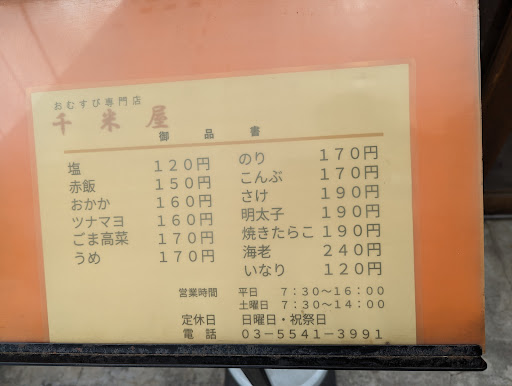 おむすび専門店
千米屋
御品書
塩 １２０円
赤飯 １５０円
おかか １６０円
ツナマヨ １６０円
ごま高菜 １７０円
うめ １７０円
のり １７０円
こんぶ １７０円
さけ １９０円
明太子 １９０円
焼きたらこ １９０円
海老 ２４０円
いなり １２０円
営業時間 平日 ７：３０～１６：００
土曜日 ７：３０～１４：００
定休日 日曜日・祝祭日
電話 ０３－５５４１－３９９１